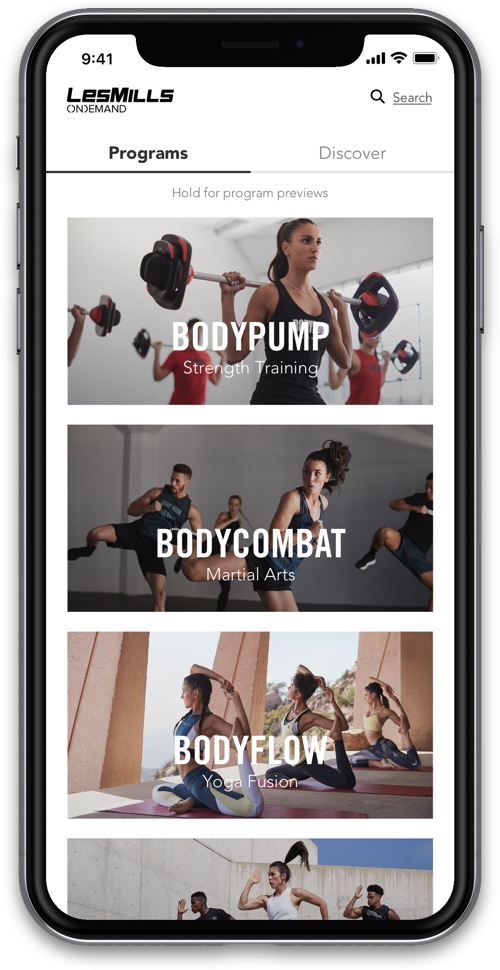 9:41
LesMills
ONDEMAND
Search
Programs
Discover
Hold for program previews
BODYPUMP
Strength Training
BODYCOMBAT
Martial Arts
BODYFLOW
Yoga Fusion